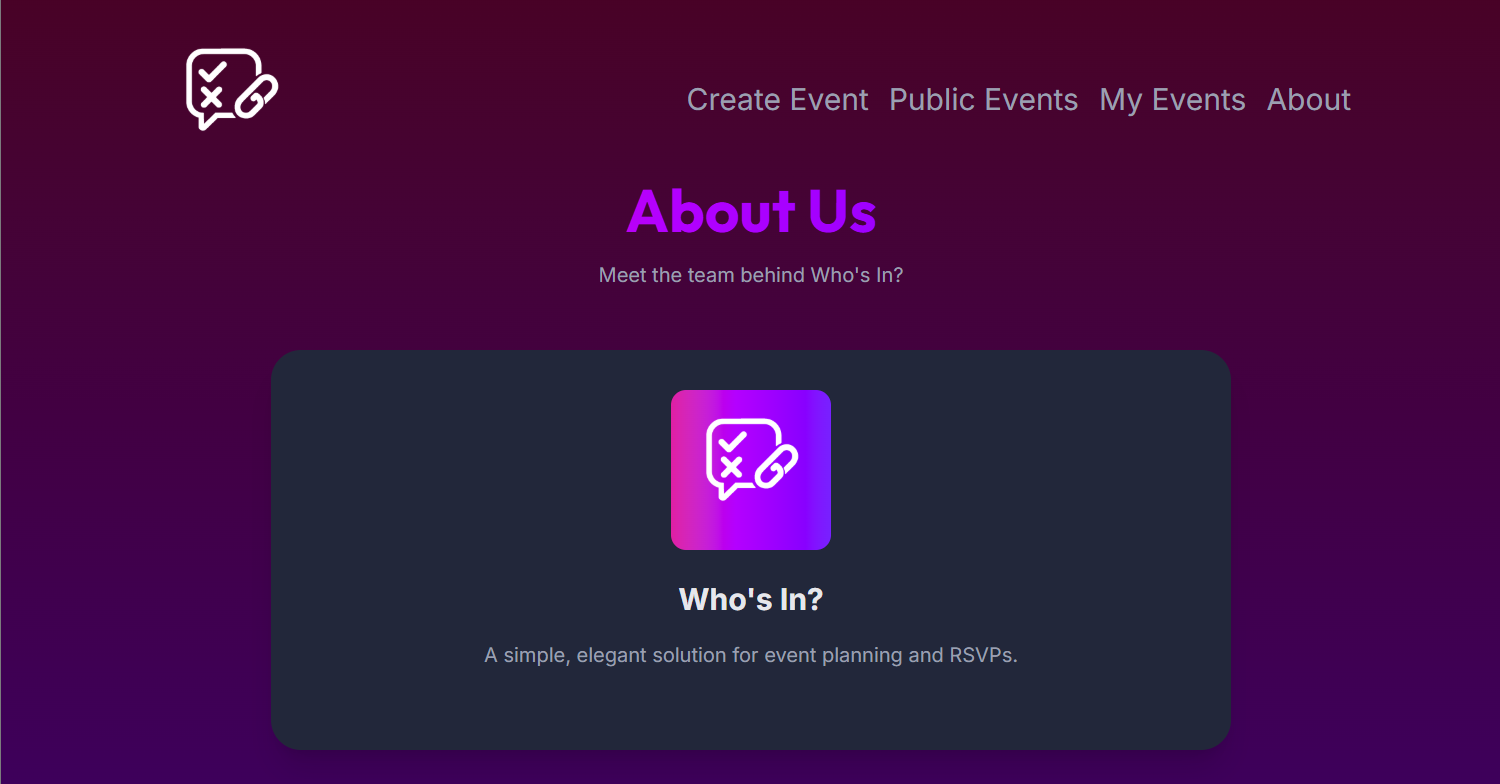 Create Event Public Events My Events About
About Us
Meet the team behind Who's In?
Who's In?
A simple, elegant solution for event planning and RSVPs.